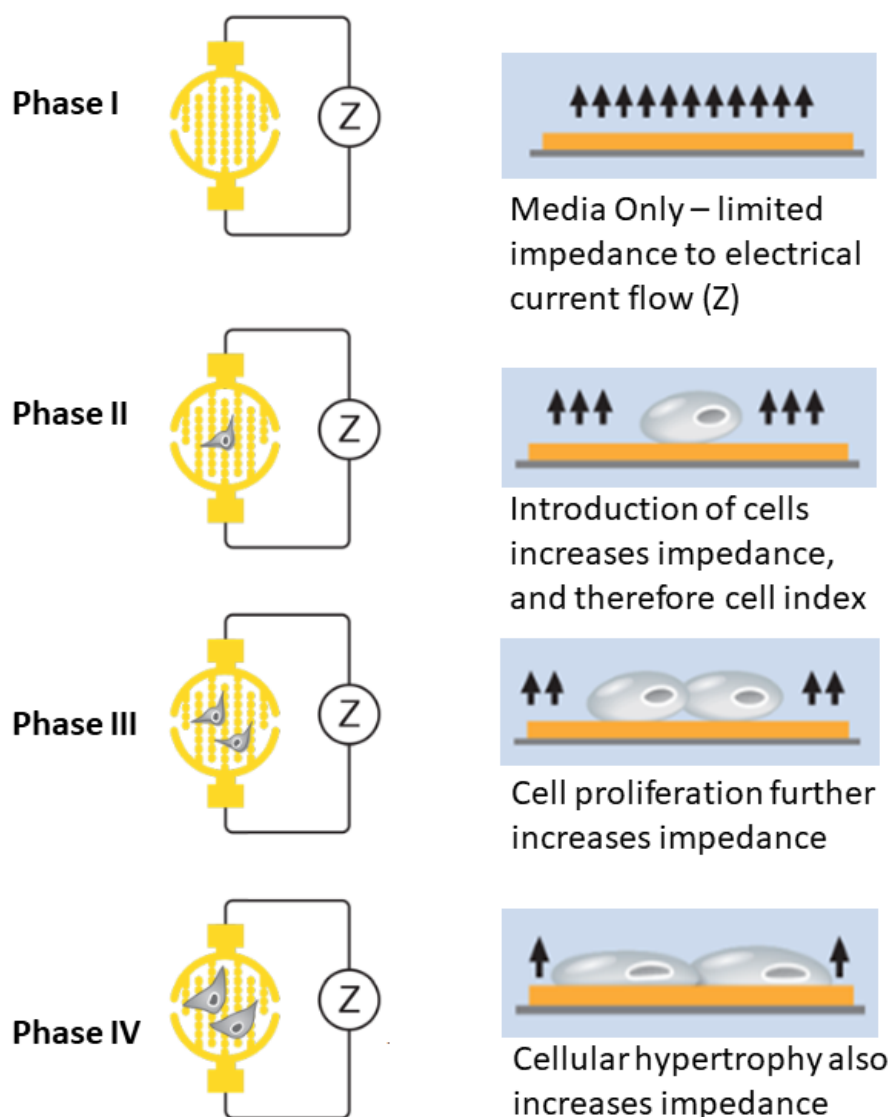 Phase I
Z
Media Only – limited
impedance to electrical
current flow (Z)
Phase II
Z
Introduction of cells
increases impedance,
and therefore cell index
Phase III
Z
Cell proliferation further
increases impedance
Phase IV
Z
Cellular hypertrophy also
increases impedance